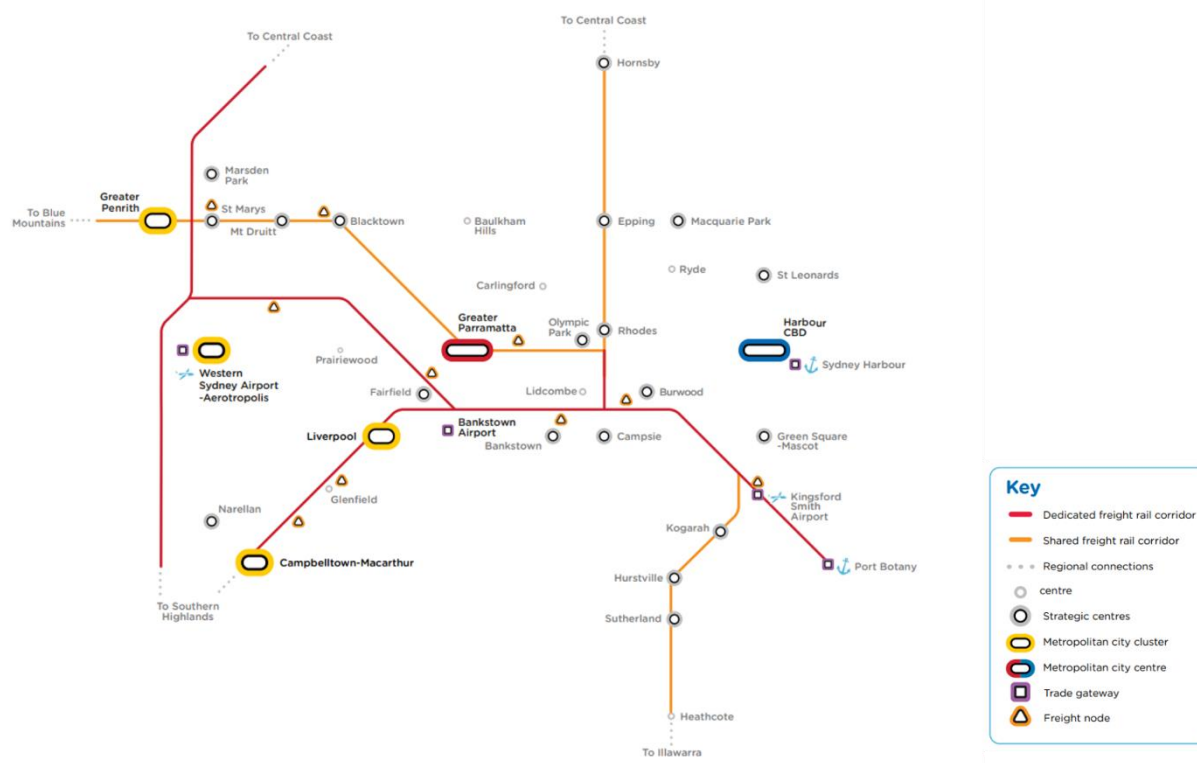 To Central Coast
To Central Coast
Hornsby
Marsden
Park
Greater
Penrith
St Marys
To Blue
Mountains
Mt Druitt
Blacktown
Baulkham
Hills
Epping
Macquarie Park
Ryde
St Leonards
Carlingford
Greater
Parramatta
Olympic
Park
Rhodes
Harbour
CBD
Sydney Harbour
Prairiewood
Western
Sydney Airport
-Aerotropolis
Fairfield
Lidcombe
Burwood
Liverpool
Bankstown
Airport
Bankstown
Campsie
Green Square
-Mascot
Glenfield
Narellan
Kingsford
Smith
Airport
Kogarah
Campbelltown-Macarthur
Port Botany
Hurstville
To Southern
Highlands
Sutherland
Heathcote
To Illawarra
Key
Dedicated freight rail corridor
Shared freight rail corridor
Regional connections
centre
Strategic centres
Metropolitan city cluster
Metropolitan city centre
Trade gateway
Freight node